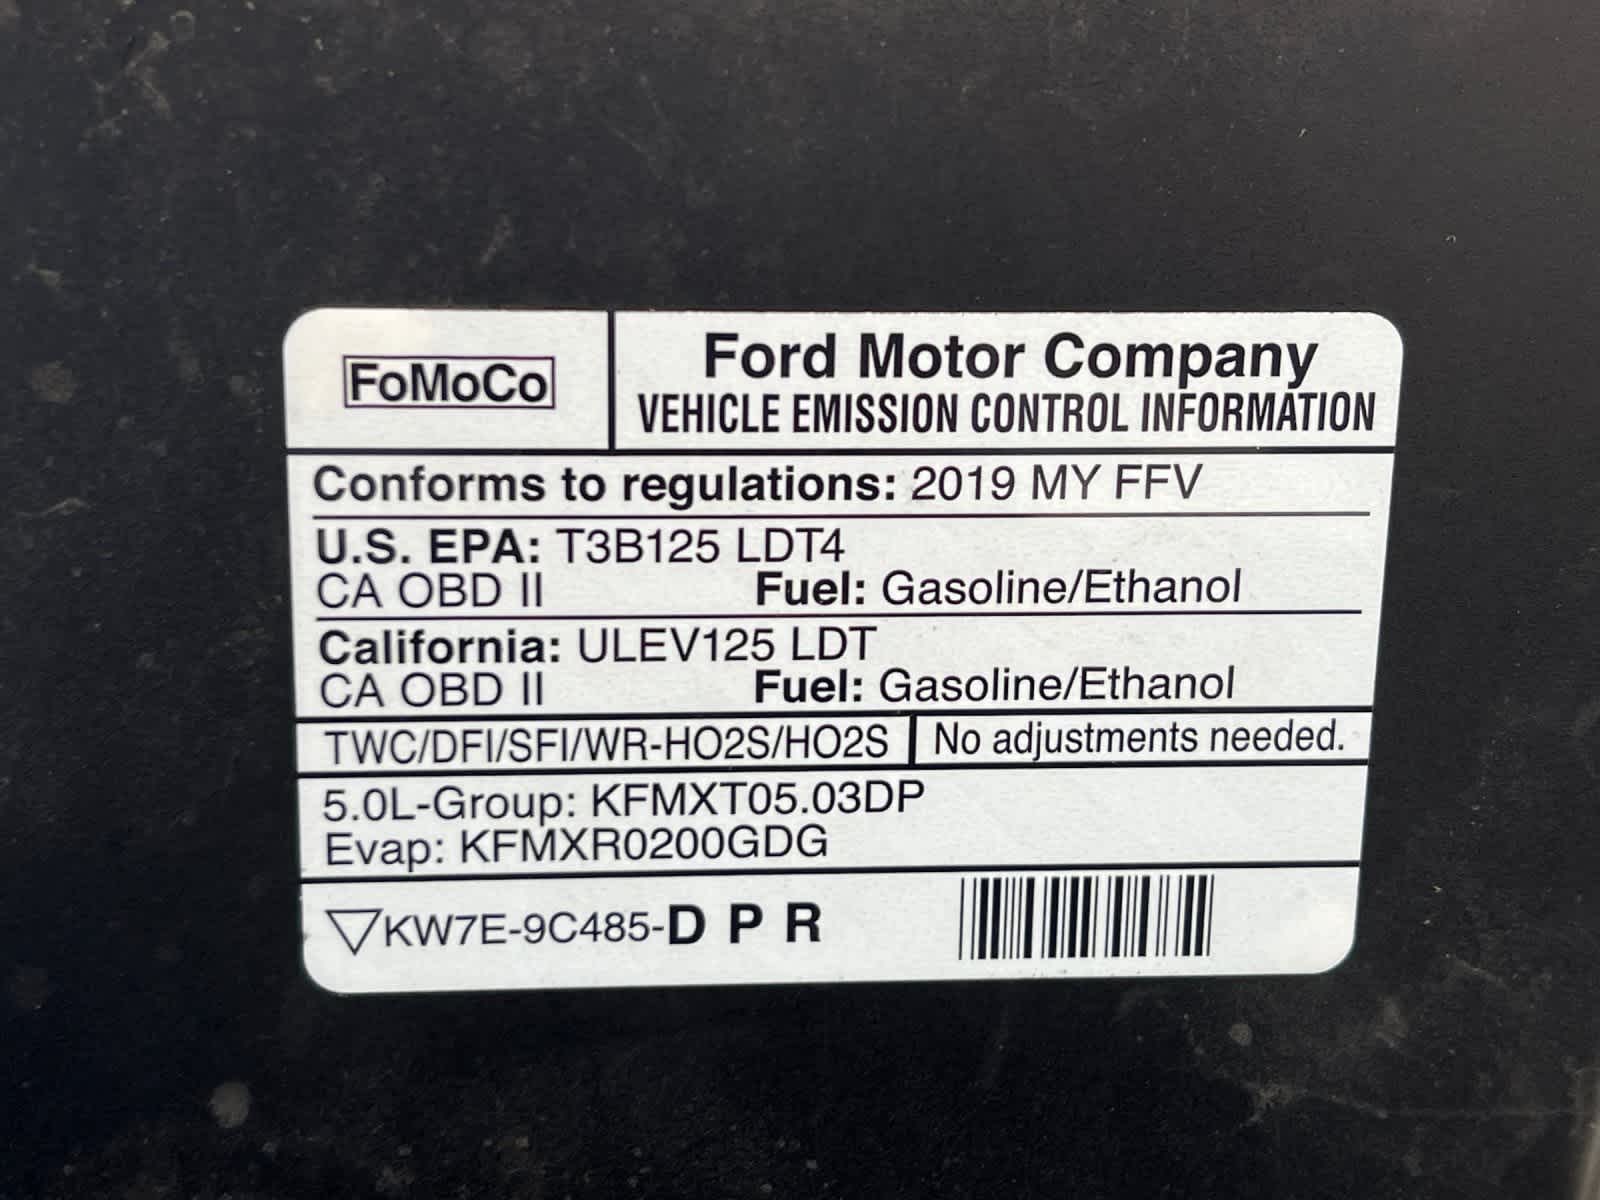 FoMoCo
Ford Motor Company
VEHICLE EMISSION CONTROL INFORMATION
Conforms to regulations: 2019 MY FFV
U.S. EPA: T3B125 LDT4
CA OBD II Fuel: Gasoline/Ethanol
California: ULEV125 LDT
CA OBD II Fuel: Gasoline/Ethanol
TWC/DFI/SFI/WR-HO2S/HO2S No adjustments needed.
5.0L-Group: KFMXT05.03DP
Evap: KFMXR0200GDG
KW7E-9C485-D P R